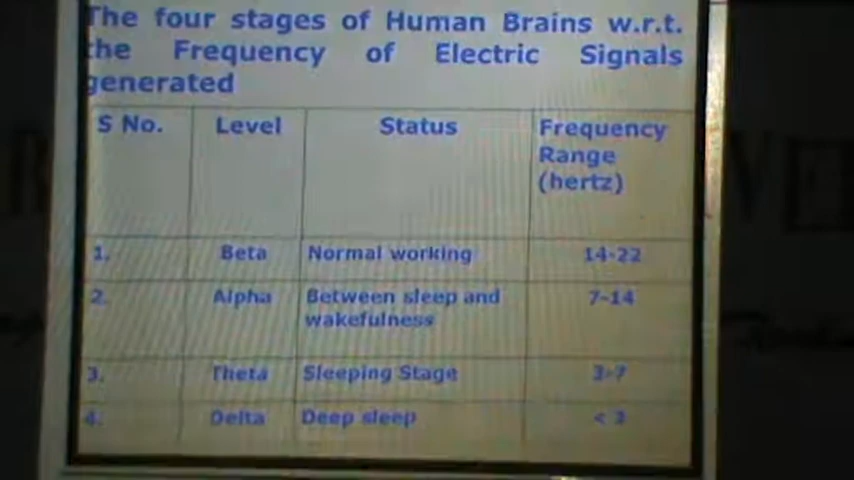 The four stages of Human Brains w.r.t.
the Frequency of Electric Signals
generated
S No. Level Status Frequency
Range
(hertz)
1. Beta Normal working 14-22
2. Alpha Between sleep and 7-14
wakefulness
3. Theta Sleeping Stage 3-7
4. Delta Deep sleep < 3